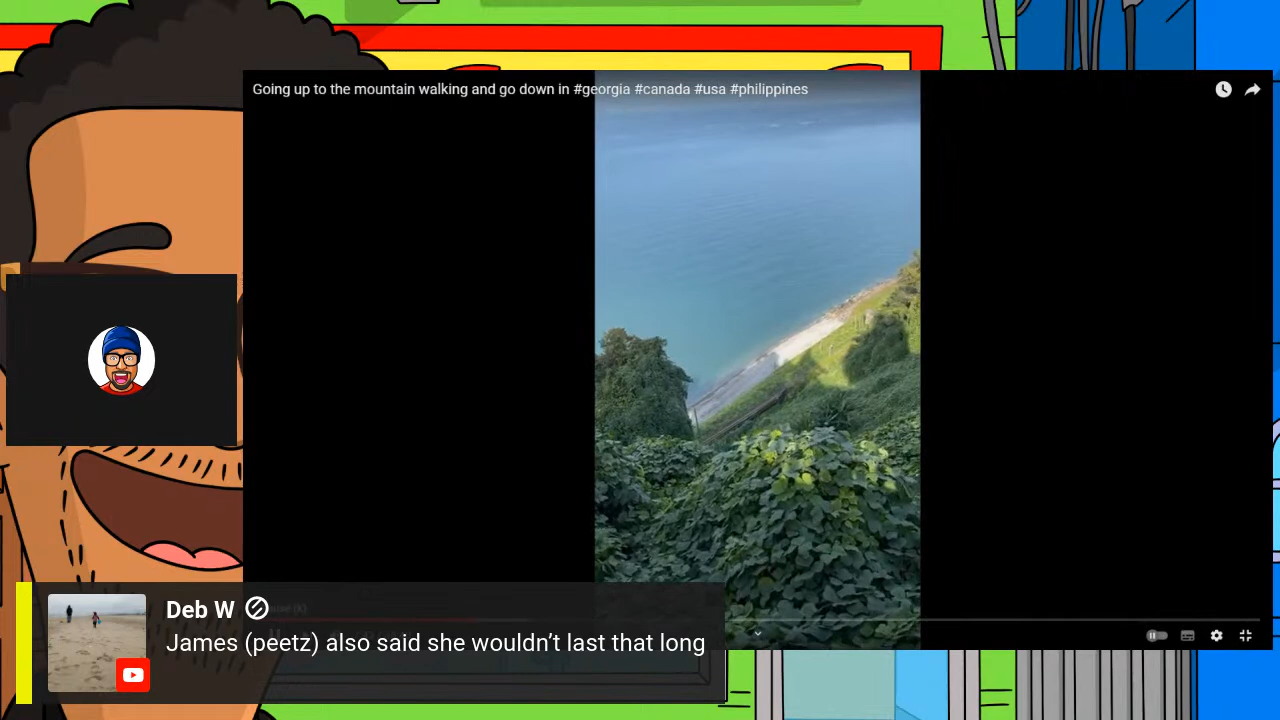 Going up to the mountain walking and go down in #georgia #canada #usa #philippines
Deb W
James (peetz) also said she wouldn’t last that long